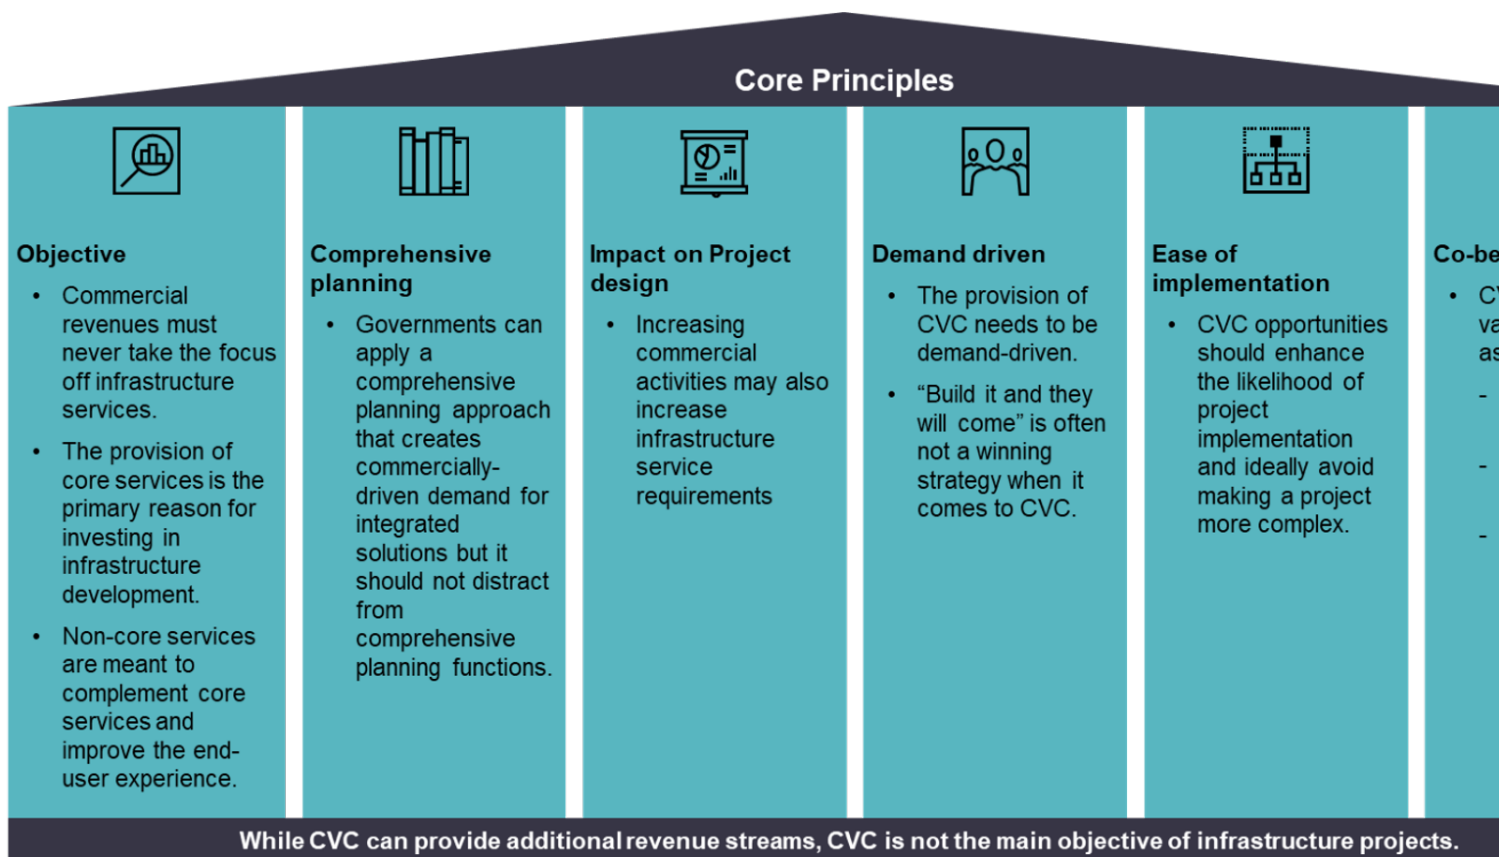 Core Principles
Objective
• Commercial
revenues must
never take the focus
off infrastructure
services.
• The provision of
core services is the
primary reason for
investing in
infrastructure
development.
• Non-core services
are meant to
complement core
services and
improve the end-
user experience.
Comprehensive
planning
• Governments can
apply a
comprehensive
planning approach
that creates
commercially-
driven demand for
integrated
solutions but it
should not distract
from
comprehensive
planning functions.
Impact on Project
design
• Increasing
commercial
activities may also
increase
infrastructure
service
requirements
Demand driven
• The provision of
CVC needs to be
demand-driven.
• “Build it and they
will come” is often
not a winning
strategy when it
comes to CVC.
Ease of
implementation
• CVC opportunities
should enhance
the likelihood of
project
implementation
and ideally avoid
making a project
more complex.
While CVC can provide additional revenue streams, CVC is not the main objective of infrastructure projects.